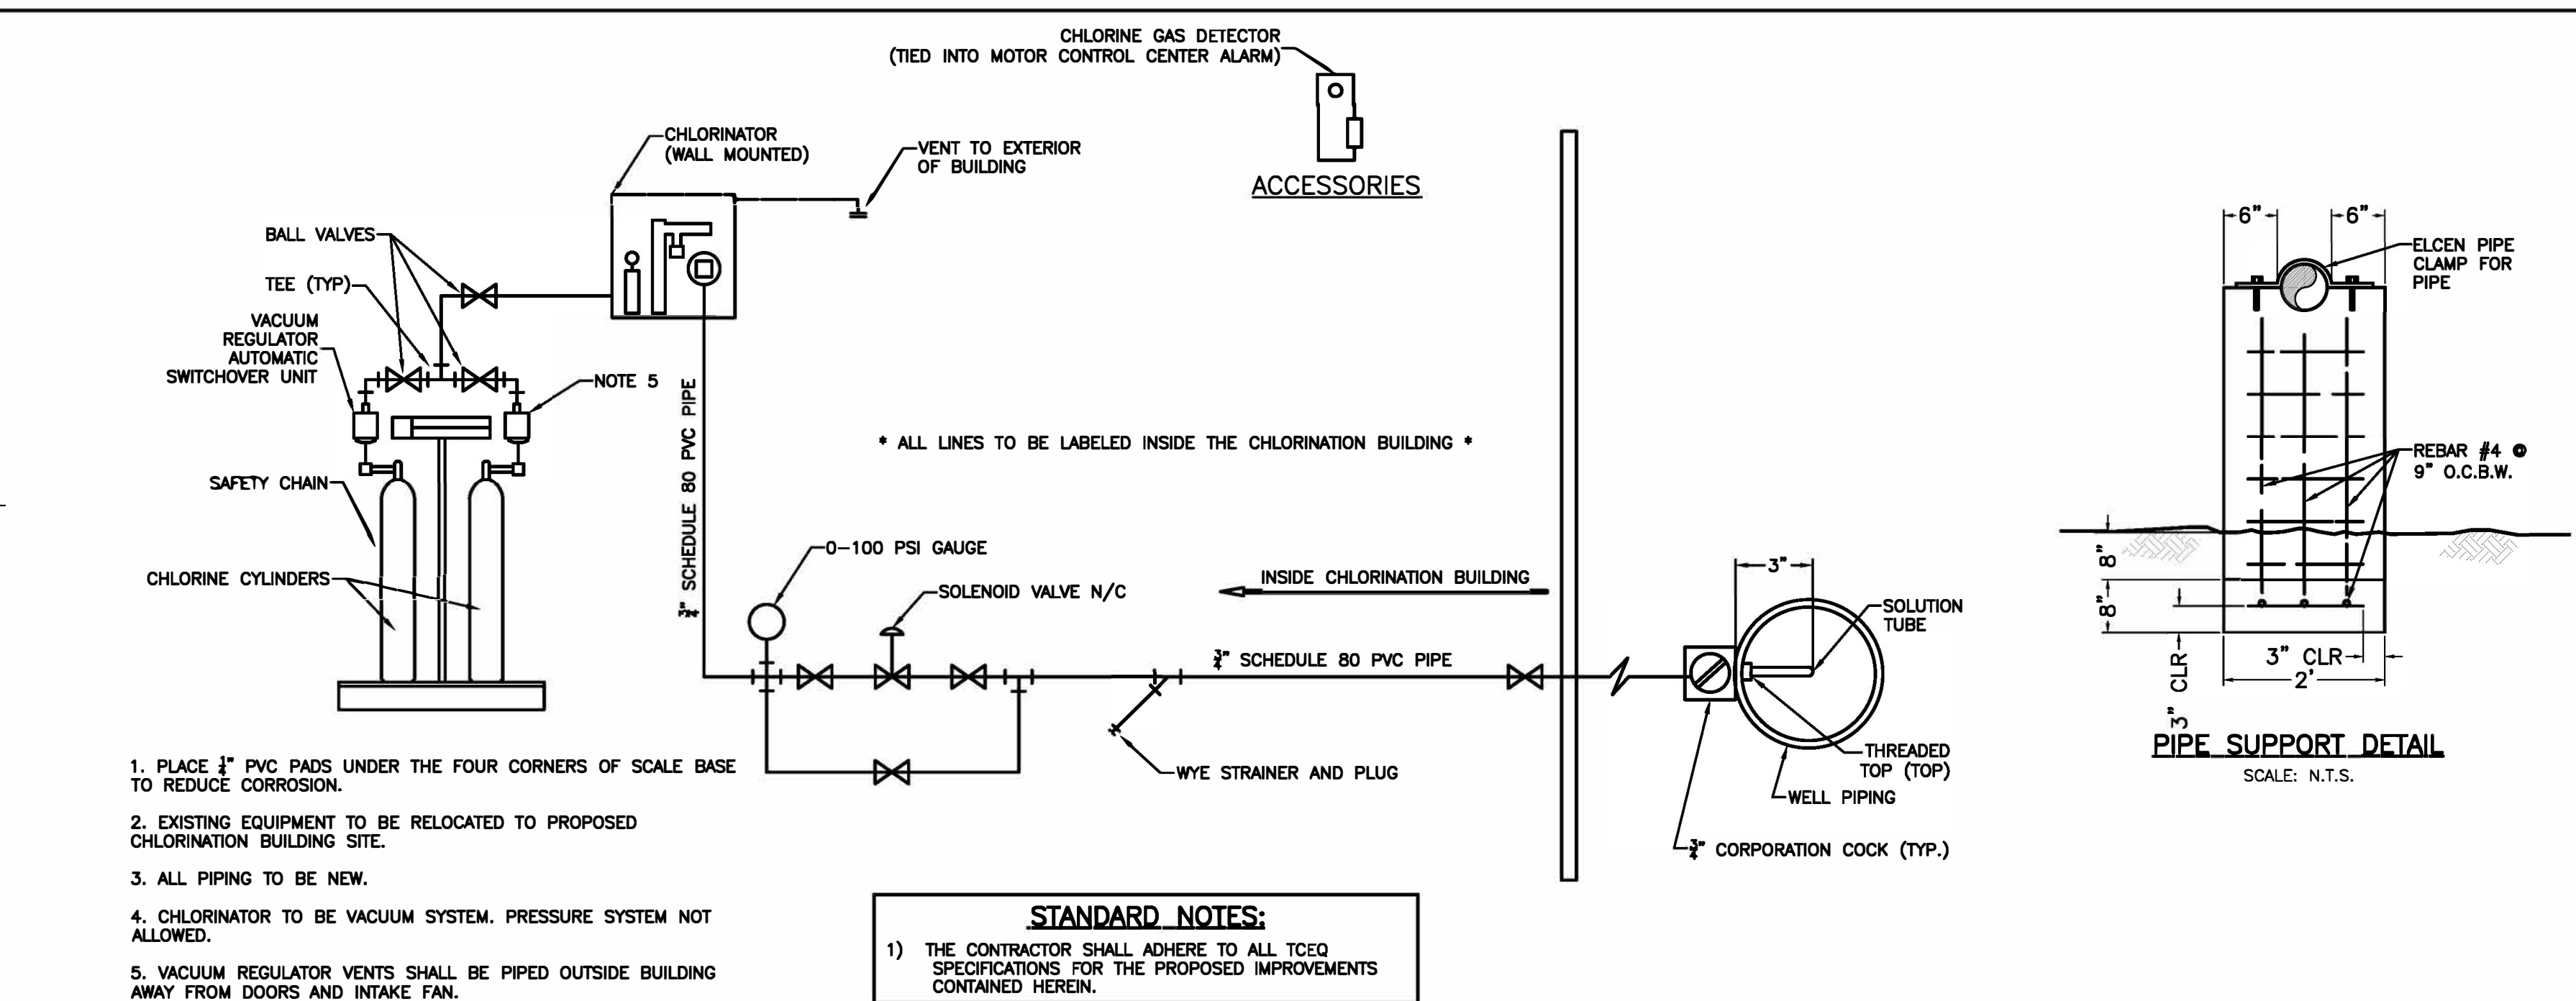 CHLORINE GAS DETECTOR
(TIED INTO MOTOR CONTROL CENTER ALARM)
ACCESSORIES
CHLORINATOR
(WALL MOUNTED)
VENT TO EXTERIOR
OF BUILDING
BALL VALVES
TEE (TYP)
VACUUM
REGULATOR
AUTOMATIC
SWITCHOVER UNIT
NOTE 5
SAFETY CHAIN
CHLORINE CYLINDERS
¾" SCHEDULE 80 PVC PIPE
* ALL LINES TO BE LABELED INSIDE THE CHLORINATION BUILDING *
0-100 PSI GAUGE
SOLENOID VALVE N/C
INSIDE CHLORINATION BUILDING
¾" SCHEDULE 80 PVC PIPE
WYE STRAINER AND PLUG
3"
SOLUTION
TUBE
THREADED
TOP (TOP)
WELL PIPING
¾" CORPORATION COCK (TYP.)
6"
6"
ELCEN PIPE
CLAMP FOR
PIPE
REBAR #4 @
9" O.C.B.W.
8"
8"
3" CLR
3" CLR
2'
PIPE SUPPORT DETAIL
SCALE: N.T.S.
1. PLACE ¼" PVC PADS UNDER THE FOUR CORNERS OF SCALE BASE
TO REDUCE CORROSION.
2. EXISTING EQUIPMENT TO BE RELOCATED TO PROPOSED
CHLORINATION BUILDING SITE.
3. ALL PIPING TO BE NEW.
4. CHLORINATOR TO BE VACUUM SYSTEM. PRESSURE SYSTEM NOT
ALLOWED.
5. VACUUM REGULATOR VENTS SHALL BE PIPED OUTSIDE BUILDING
AWAY FROM DOORS AND INTAKE FAN.
STANDARD NOTES:
1) THE CONTRACTOR SHALL ADHERE TO ALL TCEQ
SPECIFICATIONS FOR THE PROPOSED IMPROVEMENTS
CONTAINED HEREIN.